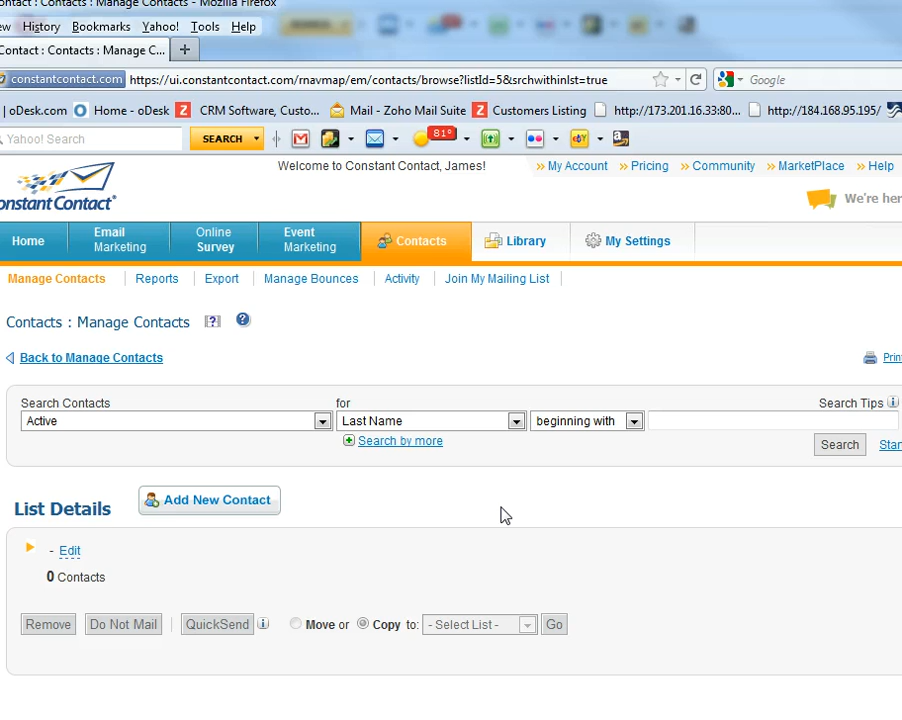 ontact : Contacts : Manage Contacts - Mozilla Firefox
ew History Bookmarks Yahoo! Tools Help
Contact : Contacts : Manage C... +
constantcontact.com https://ui.constantcontact.com/rnavmap/em/contacts/browse?listId=5&srchwithinlst=true Google
| oDesk.com Home - oDesk CRM Software, Custo... Mail - Zoho Mail Suite Customers Listing http://173.201.16.33:80... http://184.168.95.195/
Yahoo! Search SEARCH 81°
Welcome to Constant Contact, James! >> My Account >> Pricing >> Community >> MarketPlace >> Help
onstant Contact® We're her
Home Email Marketing Online Survey Event Marketing Contacts Library My Settings
Manage Contacts Reports Export Manage Bounces Activity Join My Mailing List
Contacts : Manage Contacts [?] ?
Back to Manage Contacts Prin
Search Contacts for Search Tips i
Active Last Name beginning with
Search by more Search Star
List Details Add New Contact
- Edit
0 Contacts
Remove Do Not Mail QuickSend i Move or Copy to: - Select List - Go